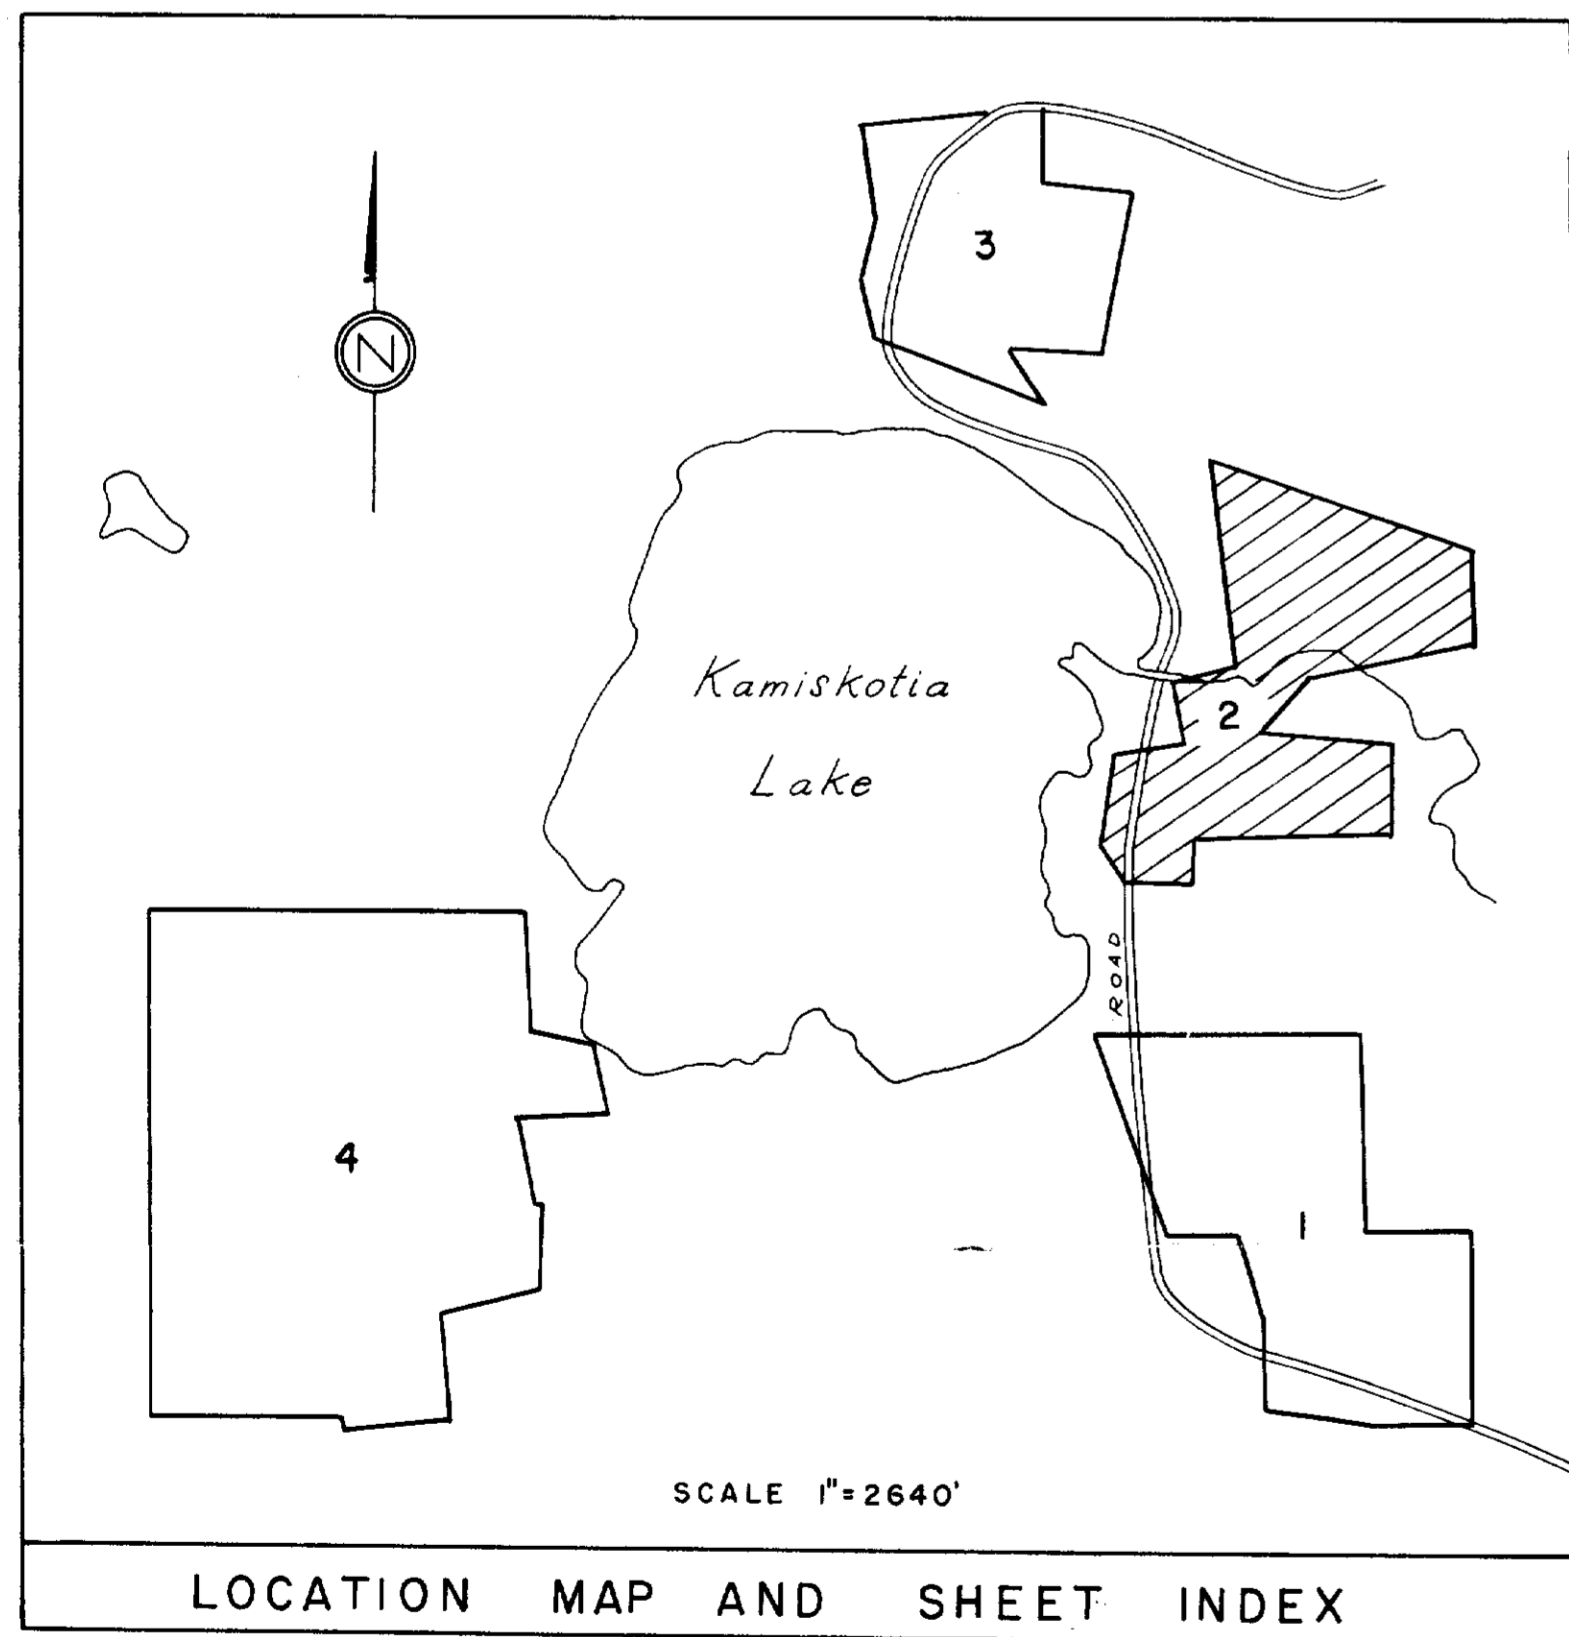 3
N
Kamiskotia
Lake
2
ROAD
4
1
SCALE 1"=2640'
LOCATION MAP AND SHEET INDEX